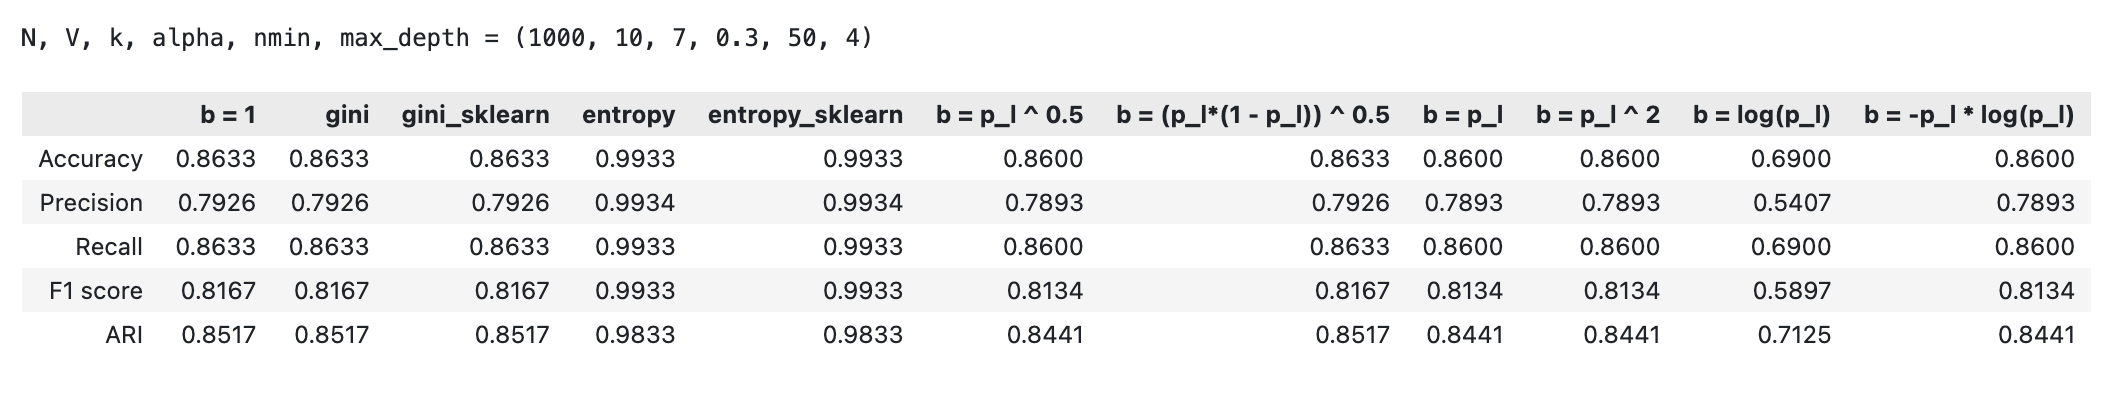 N, V, k, alpha, nmin, max_depth = (1000, 10, 7, 0.3, 50, 4)
b = 1 gini gini_sklearn entropy entropy_sklearn b = p_l ^ 0.5 b = (p_l*(1 - p_l)) ^ 0.5 b = p_l b = p_l ^ 2 b = log(p_l) b = -p_l * log(p_l)
Accuracy 0.8633 0.8633 0.8633 0.9933 0.9933 0.8600 0.8633 0.8600 0.8600 0.6900 0.8600
Precision 0.7926 0.7926 0.7926 0.9934 0.9934 0.7893 0.7926 0.7893 0.7893 0.5407 0.7893
Recall 0.8633 0.8633 0.8633 0.9933 0.9933 0.8600 0.8633 0.8600 0.8600 0.6900 0.8600
F1 score 0.8167 0.8167 0.8167 0.9933 0.9933 0.8134 0.8167 0.8134 0.8134 0.5897 0.8134
ARI 0.8517 0.8517 0.8517 0.9833 0.9833 0.8441 0.8517 0.8441 0.8441 0.7125 0.8441